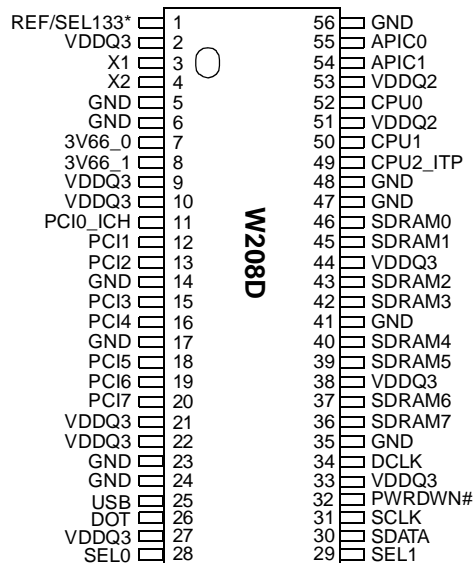 REF/SEL133* 1 56 GND
VDDQ3 2 55 APIC0
X1 3 54 APIC1
X2 4 53 VDDQ2
GND 5 52 CPU0
GND 6 51 VDDQ2
3V66_0 7 50 CPU1
3V66_1 8 49 CPU2_ITP
VDDQ3 9 48 GND
VDDQ3 10 47 GND
PCI0_ICH 11 46 SDRAM0
PCI1 12 45 SDRAM1
PCI2 13 44 VDDQ3
GND 14 43 SDRAM2
PCI3 15 42 SDRAM3
PCI4 16 41 GND
GND 17 40 SDRAM4
PCI5 18 39 SDRAM5
PCI6 19 38 VDDQ3
PCI7 20 37 SDRAM6
VDDQ3 21 36 SDRAM7
VDDQ3 22 35 GND
GND 23 34 DCLK
GND 24 33 VDDQ3
USB 25 32 PWRDWN#
DOT 26 31 SCLK
VDDQ3 27 30 SDATA
SEL0 28 29 SEL1
W208D